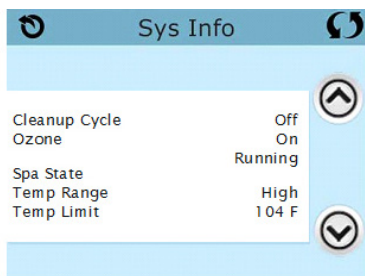 Sys Info
Cleanup Cycle Off
Ozone On
Running
Spa State
Temp Range High
Temp Limit 104 F